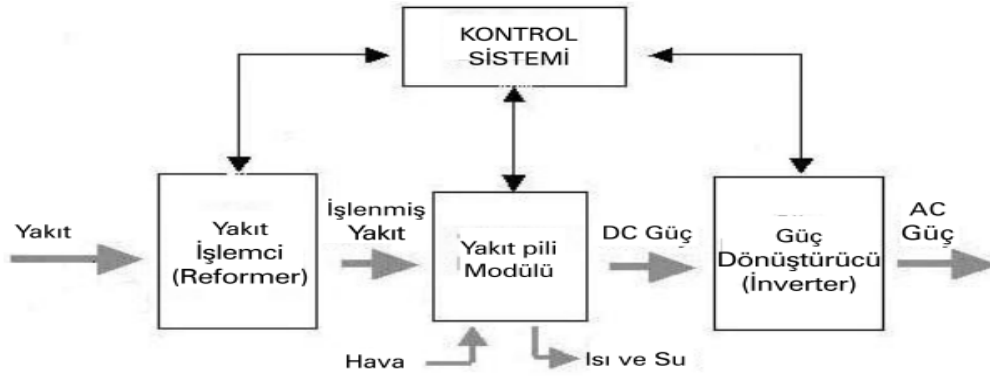 KONTROL
SİSTEMİ
Yakıt
Yakıt
İşlemci
(Reformer)
İşlenmiş
Yakıt
Yakıt pili
Modülü
DC Güç
Güç
Dönüştürücü
(İnverter)
AC
Güç
Hava
Isı ve Su